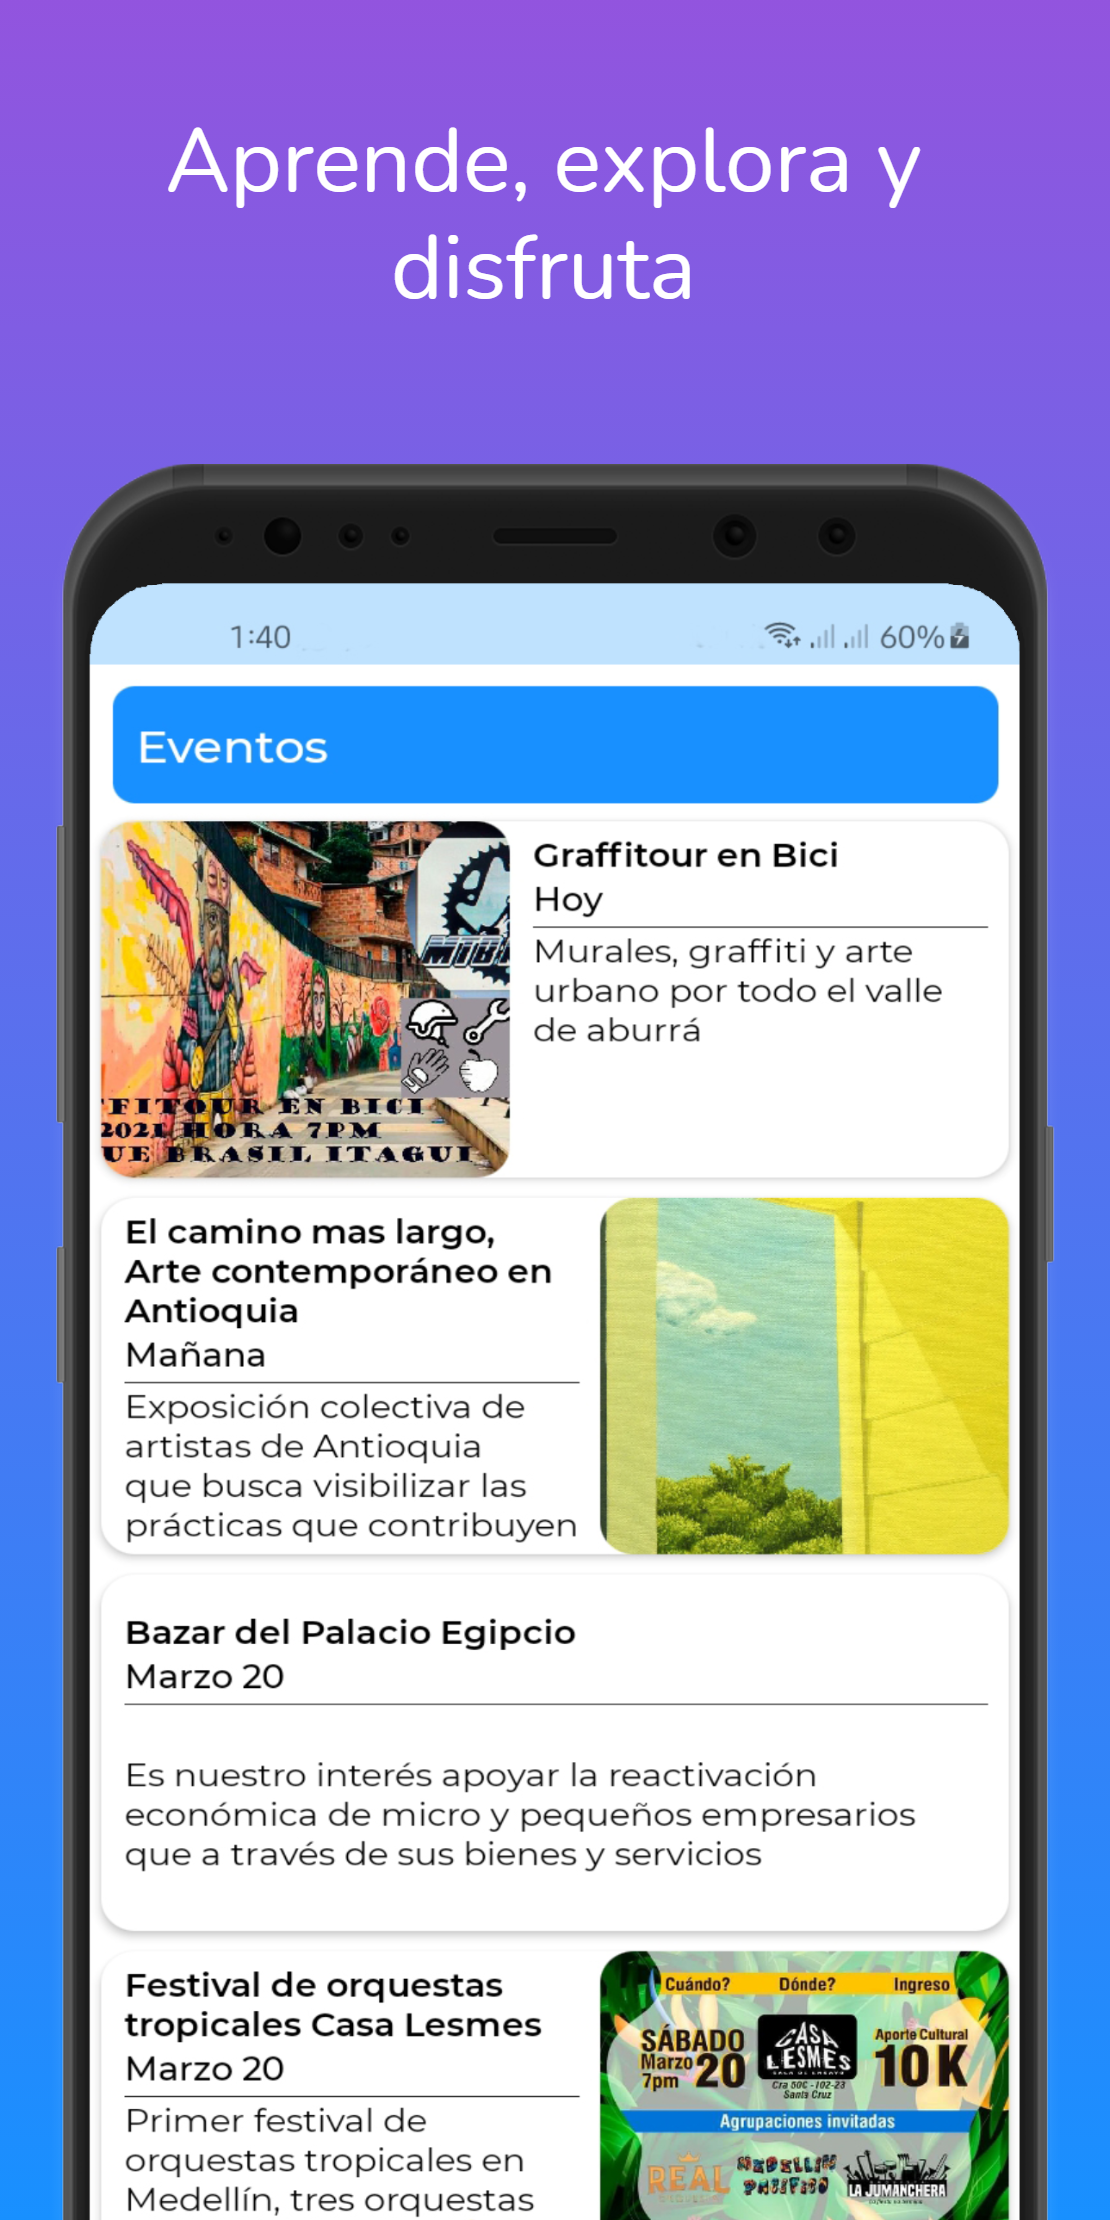 Aprende, explora y
disfruta
1:40
60%
Eventos
Graffitour en Bici
Hoy
Murales, graffiti y arte
urbano por todo el valle
de aburrá
MTB
FITOUR EN BICI
2021 HORA 7PM
UE BRASIL ITAGUI
El camino mas largo,
Arte contemporáneo en
Antioquia
Mañana
Exposición colectiva de
artistas de Antioquia
que busca visibilizar las
prácticas que contribuyen
Bazar del Palacio Egipcio
Marzo 20
Es nuestro interés apoyar la reactivación
económica de micro y pequeños empresarios
que a través de sus bienes y servicios
Festival de orquestas
tropicales Casa Lesmes
Marzo 20
Primer festival de
orquestas tropicales en
Medellín, tres orquestas
Cuándo? Dónde? Ingreso
SÁBADO
Marzo 20
7pm
CASA
LESMES
Cra 50C -102-23
Santa Cruz
Aporte Cultural
10K
Agrupaciones invitadas
REAL
MEDELLIN
PACIFICO
LA JUMANCHERA